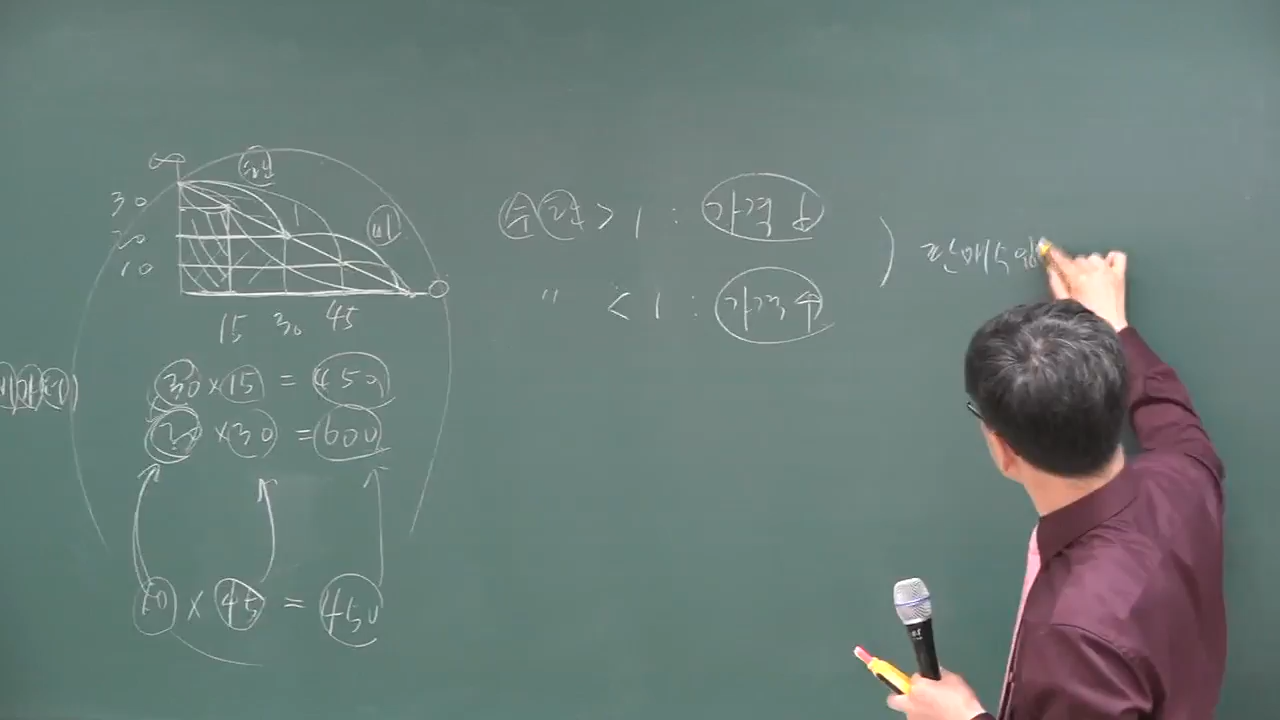 30
20
10
15 30 45
30 × 15 = 450
20 × 30 = 600
10 × 45 = 450
수탄 > 1 : 가격↓
" < 1 : 가격↑
) 판매수입